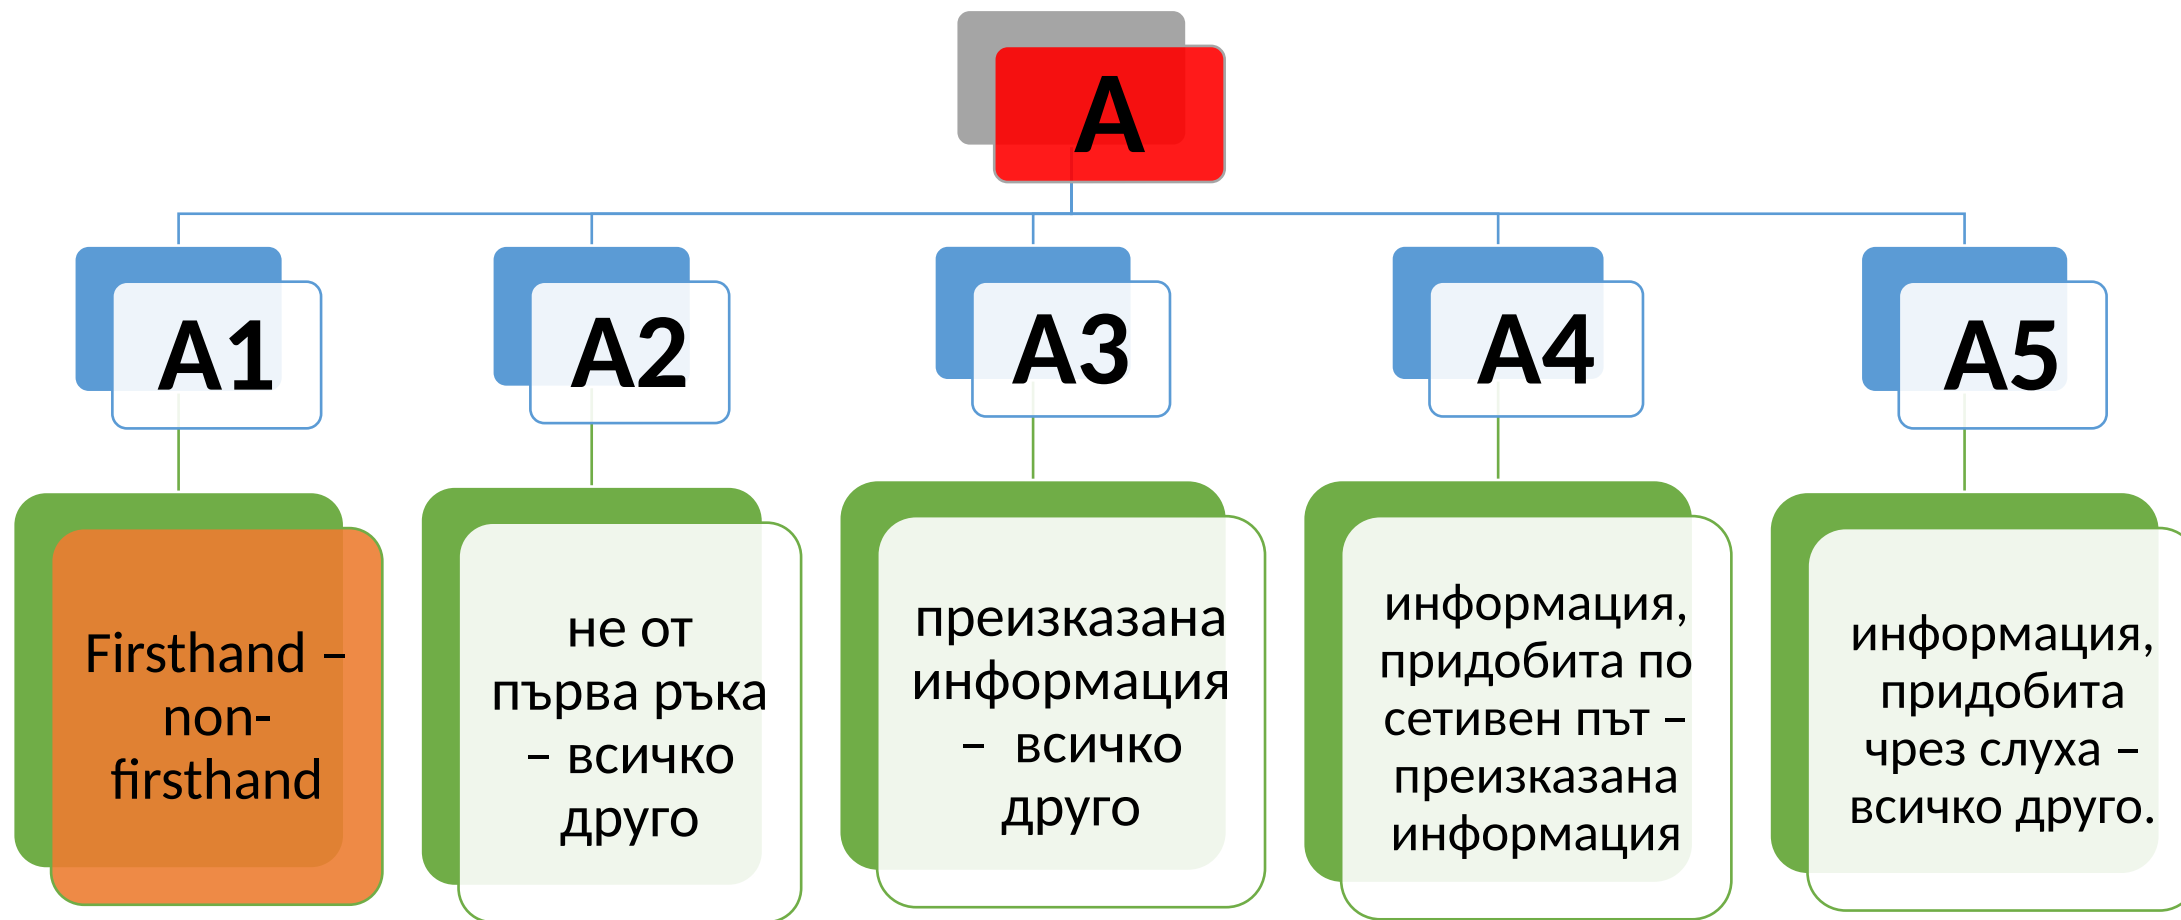 A
A1
A2
A3
A4
A5
Firsthand –
non-
firsthand
не от
първа ръка
– всичко
друго
преизказана
информация
– всичко
друго
информация,
придобита по
сетивен път –
преизказана
информация
информация,
придобита
чрез слуха –
всичко друго.